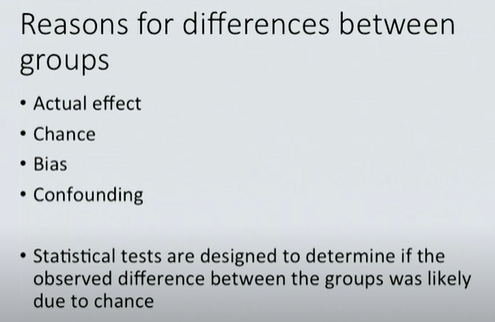 Reasons for differences between
groups
• Actual effect
• Chance
• Bias
• Confounding
• Statistical tests are designed to determine if the
observed difference between the groups was likely
due to chance